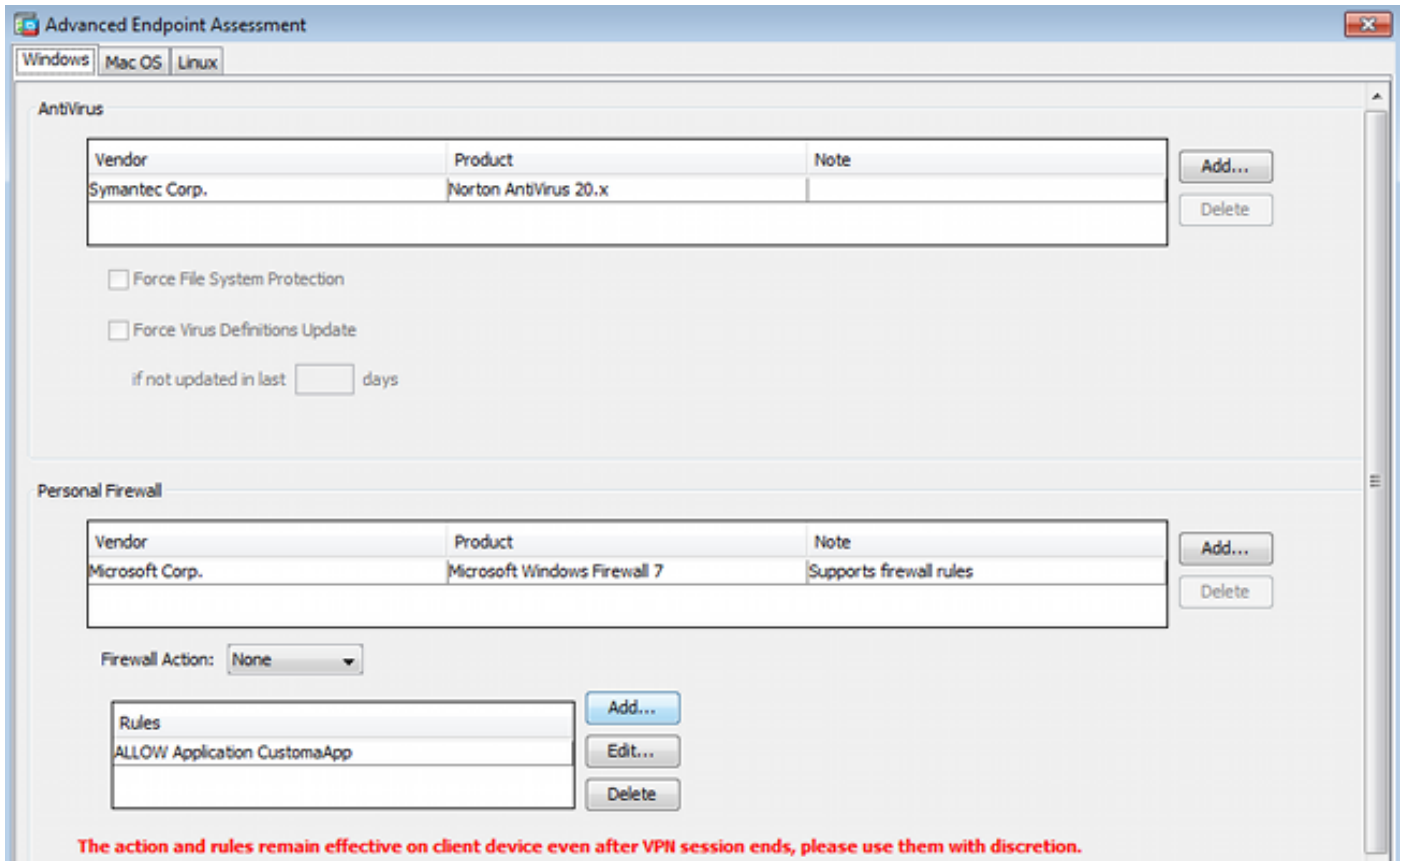 Advanced Endpoint Assessment
Windows Mac OS Linux
AntiVirus
Vendor Product Note
Add...
Symantec Corp. Norton AntiVirus 20.x
Delete
Force File System Protection
Force Virus Definitions Update
if not updated in last days
Personal Firewall
Vendor Product Note
Add...
Microsoft Corp. Microsoft Windows Firewall 7 Supports firewall rules
Delete
Firewall Action: None
Add...
Rules
ALLOW Application CustomaApp
Edit...
Delete
The action and rules remain effective on client device even after VPN session ends, please use them with discretion.